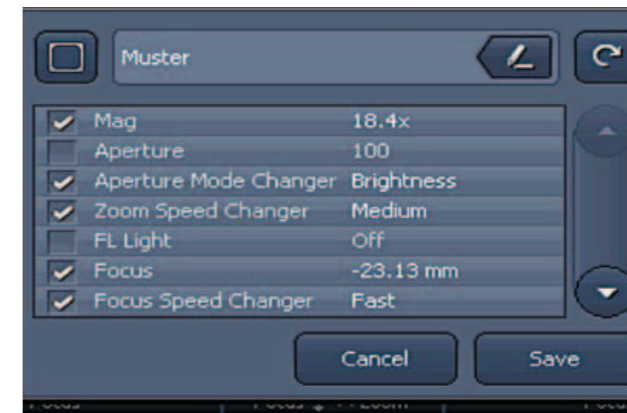 Muster
Mag 18.4x
Aperture 100
Aperture Mode Changer Brightness
Zoom Speed Changer Medium
FL Light Off
Focus -23.13 mm
Focus Speed Changer Fast
Cancel Save